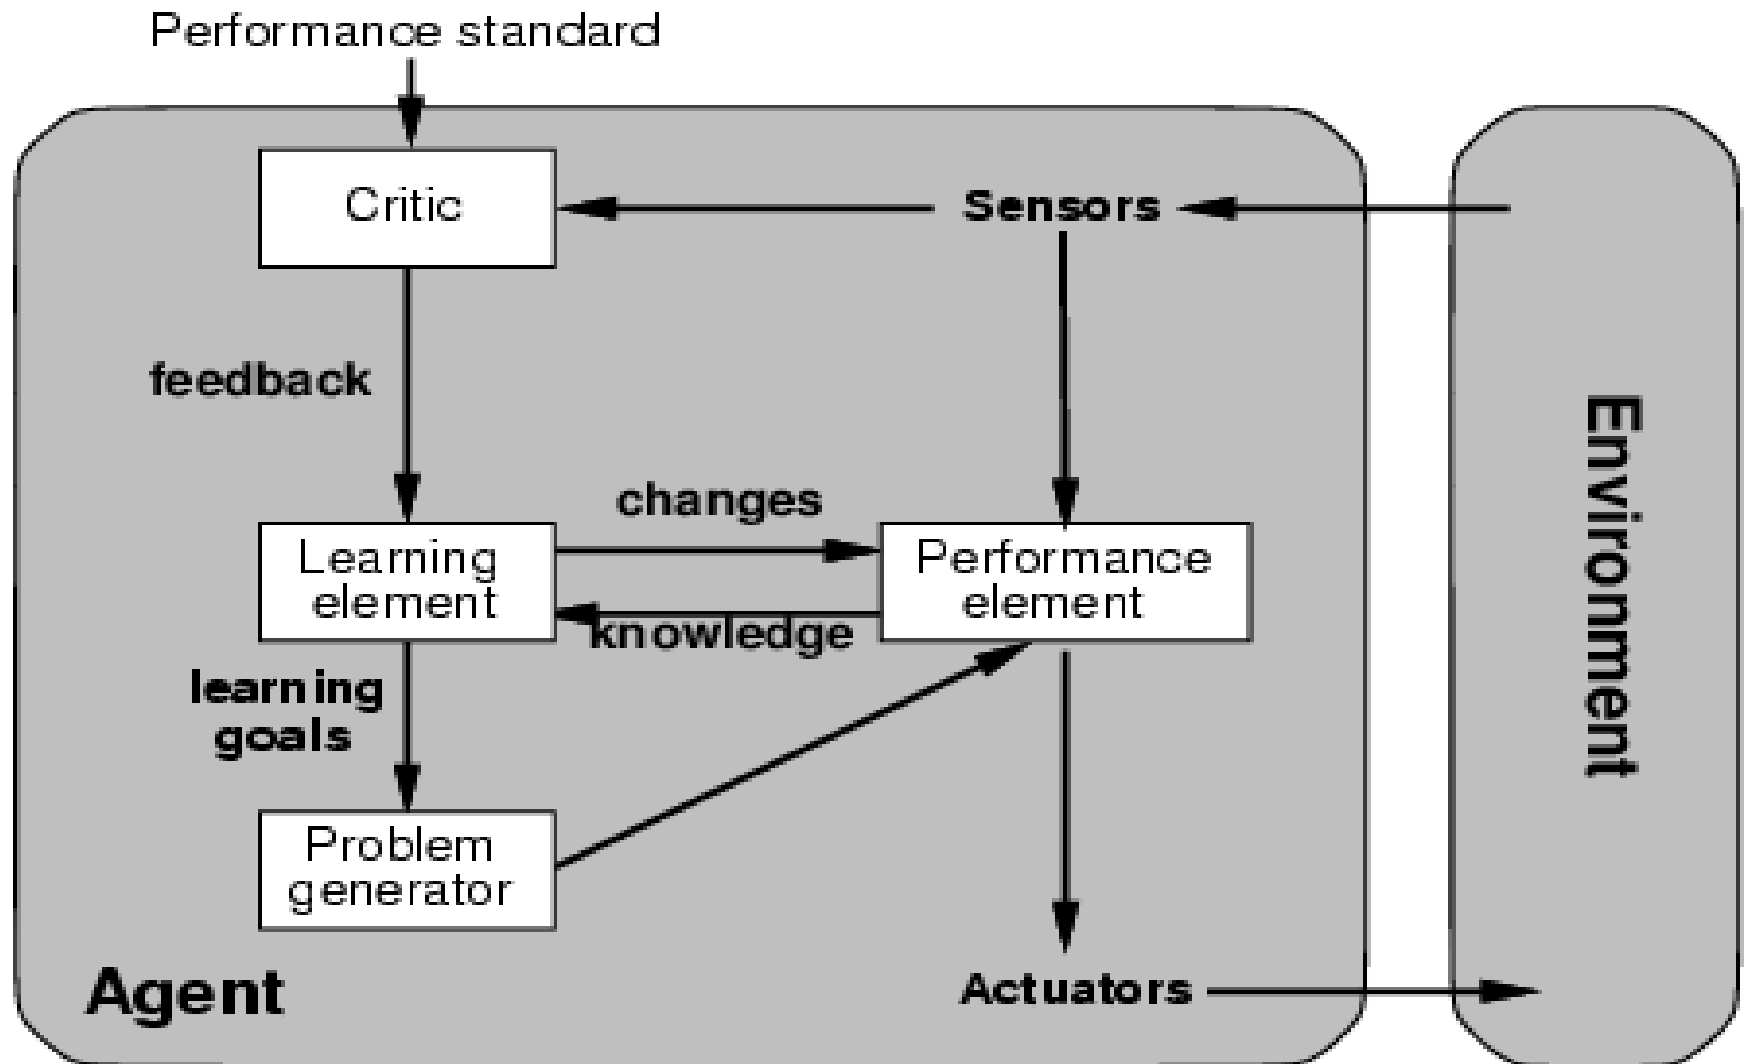 Performance standard
Critic
Sensors
feedback
changes
Learning
element
Performance
element
knowledge
learning
goals
Problem
generator
Agent
Actuators
Environment